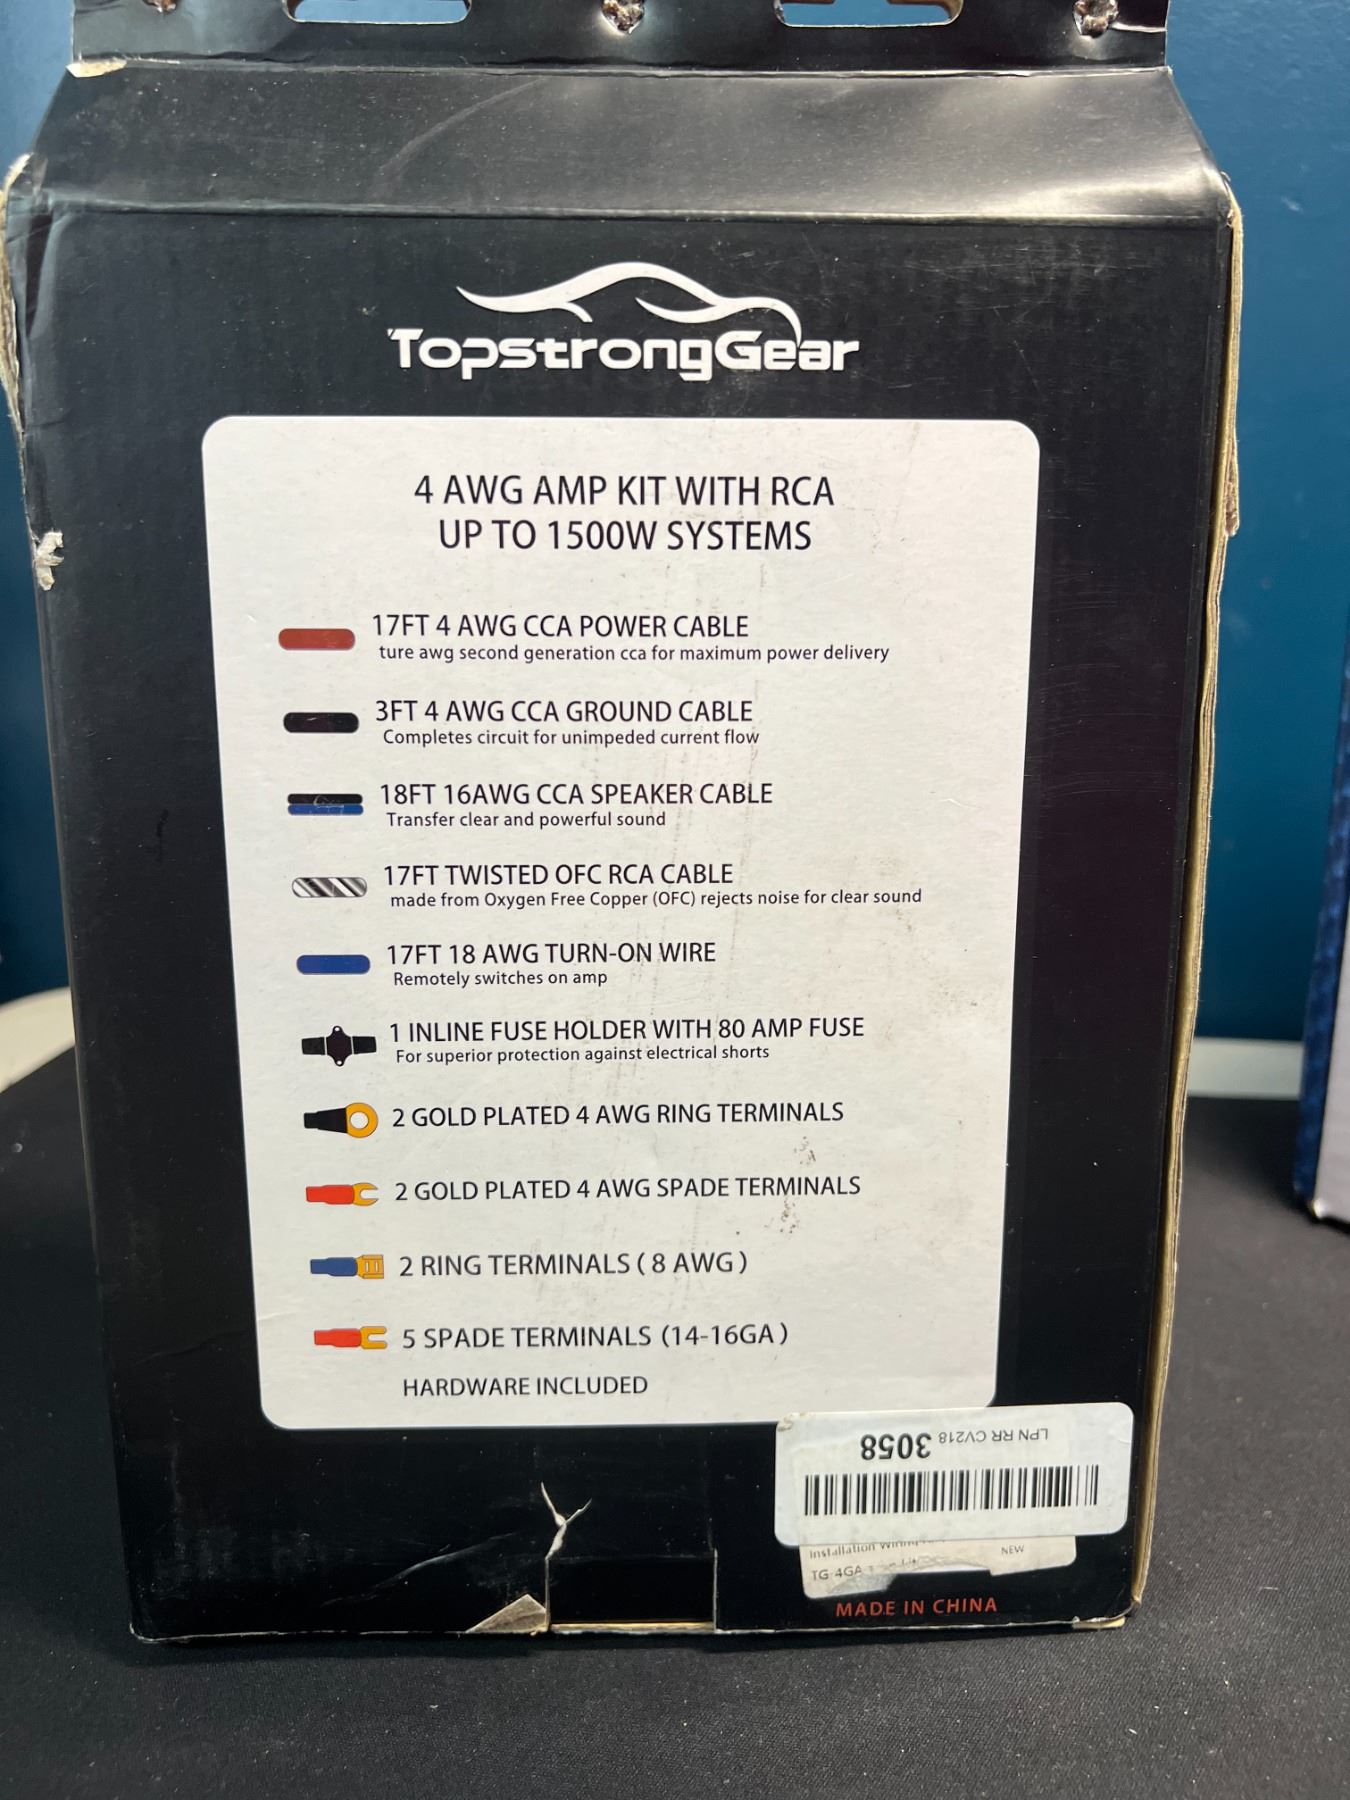 TopstrongGear
4 AWG AMP KIT WITH RCA
UP TO 1500W SYSTEMS
17FT 4 AWG CCA POWER CABLE
ture awg second generation cca for maximum power delivery
3FT 4 AWG CCA GROUND CABLE
Completes circuit for unimpeded current flow
18FT 16AWG CCA SPEAKER CABLE
Transfer clear and powerful sound
17FT TWISTED OFC RCA CABLE
made from Oxygen Free Copper (OFC) rejects noise for clear sound
17FT 18 AWG TURN-ON WIRE
Remotely switches on amp
1 INLINE FUSE HOLDER WITH 80 AMP FUSE
For superior protection against electrical shorts
2 GOLD PLATED 4 AWG RING TERMINALS
2 GOLD PLATED 4 AWG SPADE TERMINALS
2 RING TERMINALS ( 8 AWG )
5 SPADE TERMINALS (14-16GA )
HARDWARE INCLUDED
LPN RR CV218 3058
Installation
NEW
TG-4GA
MADE IN CHINA